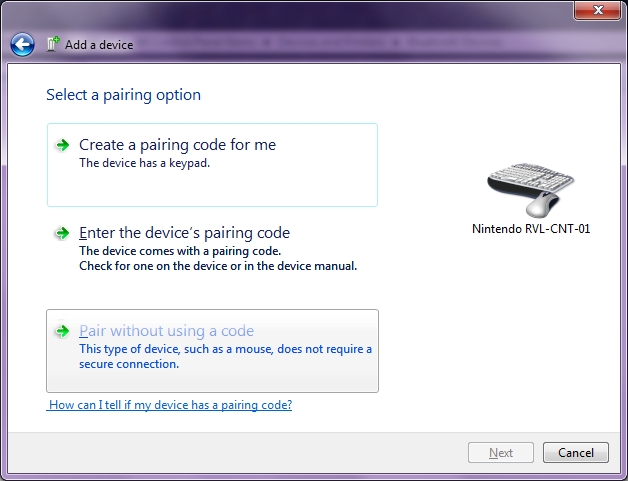 Add a device
Select a pairing option
Create a pairing code for me
The device has a keypad.
Nintendo RVL-CNT-01
Enter the device's pairing code
The device comes with a pairing code.
Check for one on the device or in the device manual.
Pair without using a code
This type of device, such as a mouse, does not require a
secure connection.
How can I tell if my device has a pairing code?
Next
Cancel